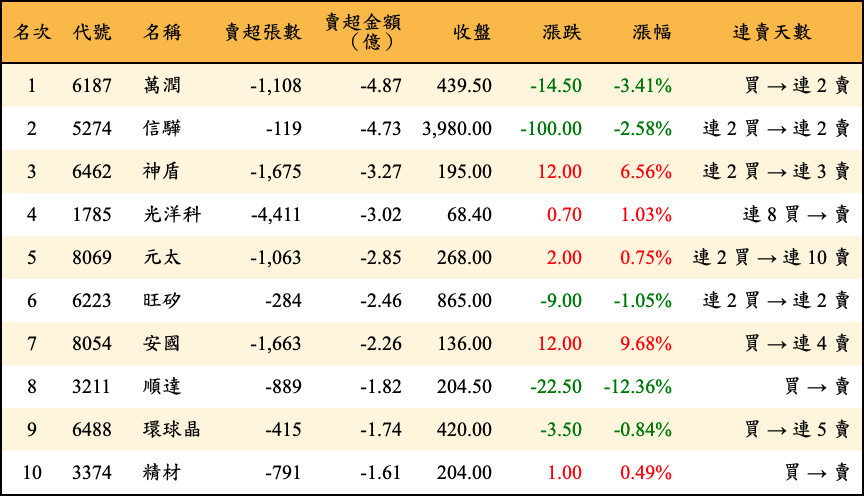 名次 代號 名稱 賣超張數 賣超金額（億） 收盤 漲跌 漲幅 連賣天數
1 6187 萬潤 -1,108 -4.87 439.50 -14.50 -3.41% 買 → 連 2 賣
2 5274 信驊 -119 -4.73 3,980.00 -100.00 -2.58% 連 2 買 → 連 2 賣
3 6462 神盾 -1,675 -3.27 195.00 12.00 6.56% 連 2 買 → 連 3 賣
4 1785 光洋科 -4,411 -3.02 68.40 0.70 1.03% 連 8 買 → 賣
5 8069 元太 -1,063 -2.85 268.00 2.00 0.75% 連 2 買 → 連 10 賣
6 6223 旺矽 -284 -2.46 865.00 -9.00 -1.05% 連 2 買 → 連 2 賣
7 8054 安國 -1,663 -2.26 136.00 12.00 9.68% 買 → 連 4 賣
8 3211 順達 -889 -1.82 204.50 -22.50 -12.36% 買 → 賣
9 6488 環球晶 -415 -1.74 420.00 -3.50 -0.84% 買 → 連 5 賣
10 3374 精材 -791 -1.61 204.00 1.00 0.49% 買 → 賣